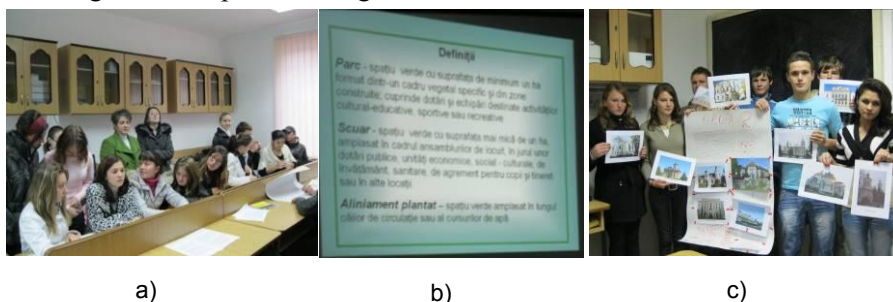 Definiţii
Parc - spaţiu verde cu suprafaţa de minimum un ha
format dintr-un cadru vegetal specific şi din zone
construite, cuprinde dotări şi echipări destinate activităţilor
cultural-educative, sportive sau recreative
Scuar - spaţiu verde cu suprafaţa mai mică de un ha,
amplasat în cadrul ansamblurilor de locuit, în jurul unor
dotări publice, unităţi economice, social - culturale, de
învăţământ, sanitare, de agrement pentru copii şi tineret
sau în alte locaţii
Aliniament plantat – spaţiu verde amplasat în lungul
căilor de circulaţie sau al cursurilor de apă
a)
b)
c)